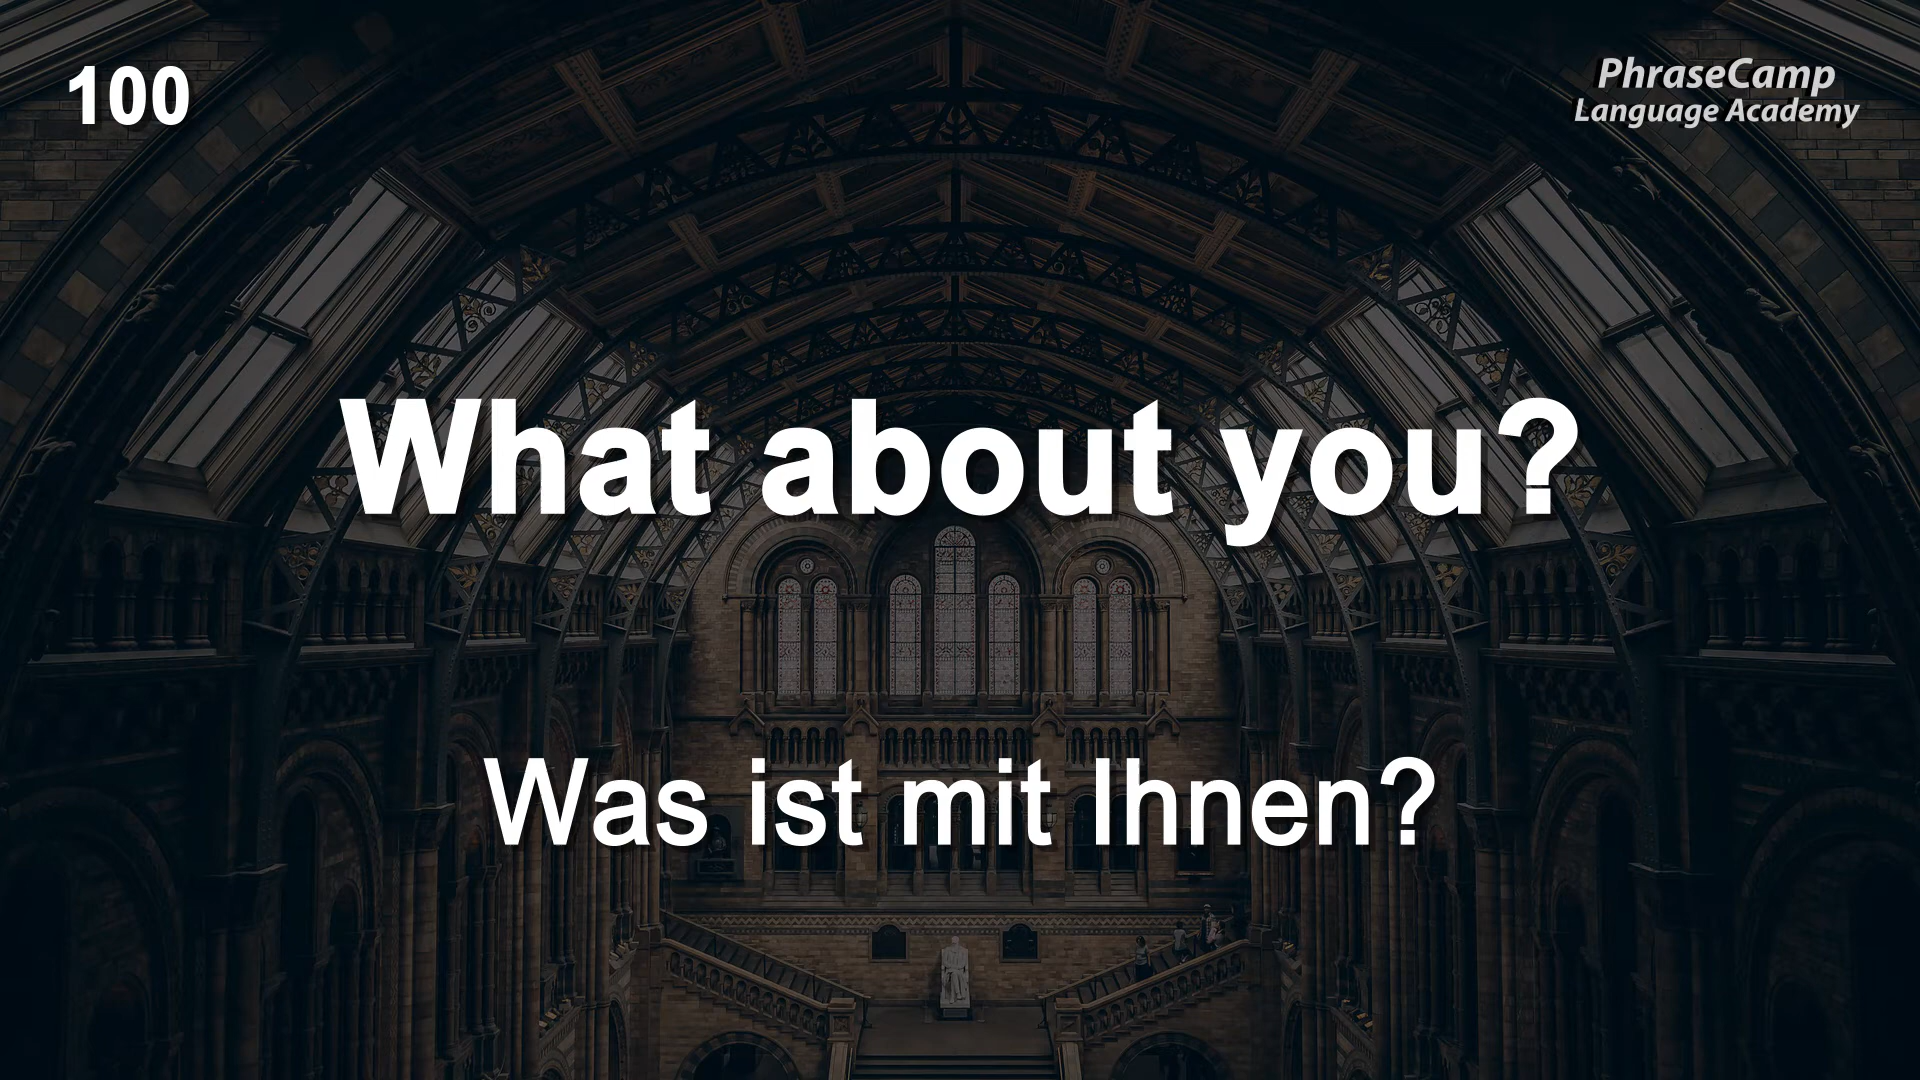 100
PhraseCamp
Language Academy
What about you?
Was ist mit Ihnen?